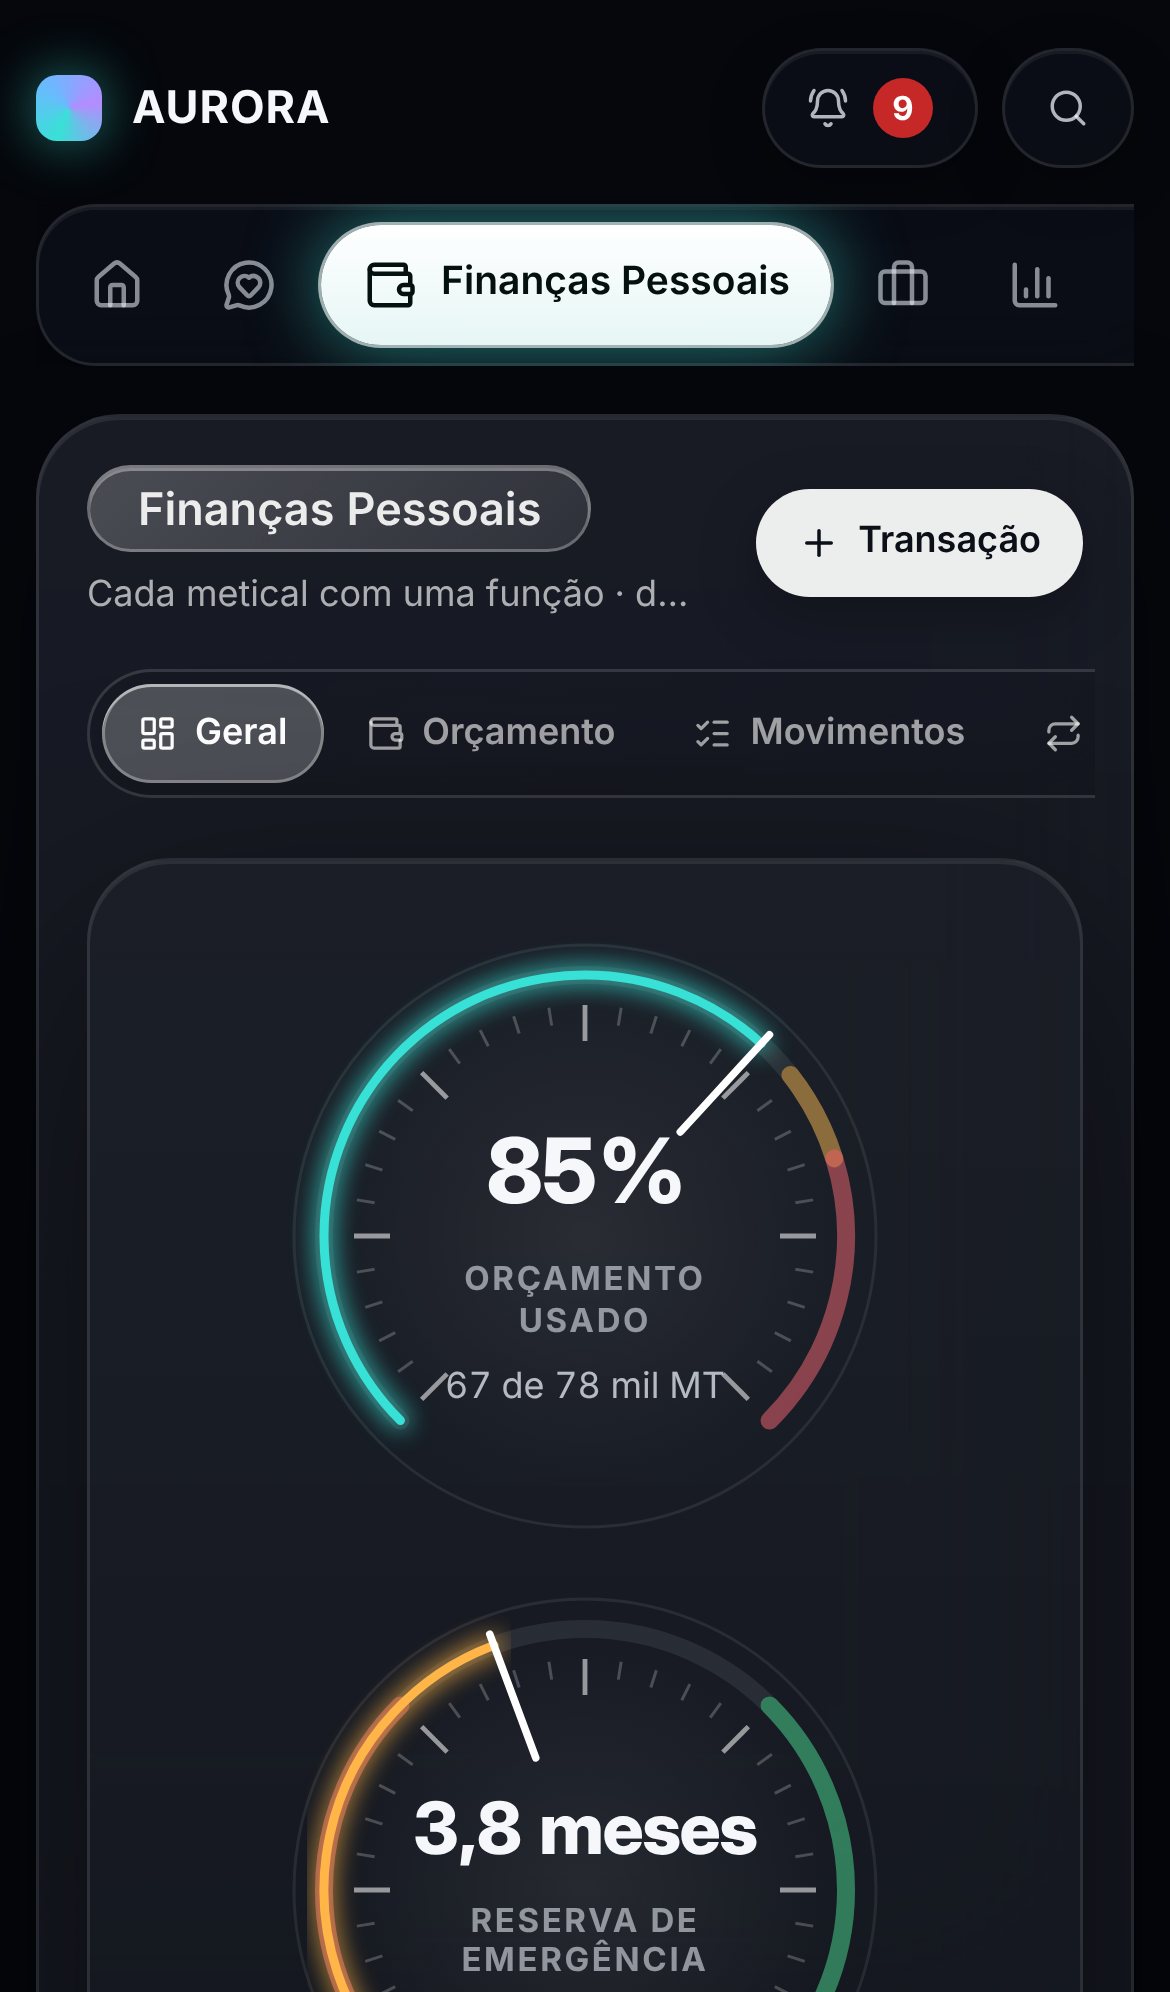 AURORA
9
Finanças Pessoais
Finanças Pessoais
Transação
Cada metical com uma função · d...
Geral
Orçamento
Movimentos
85%
ORÇAMENTO
USADO
67 de 78 mil MT
3,8 meses
RESERVA DE
EMERGÊNCIA